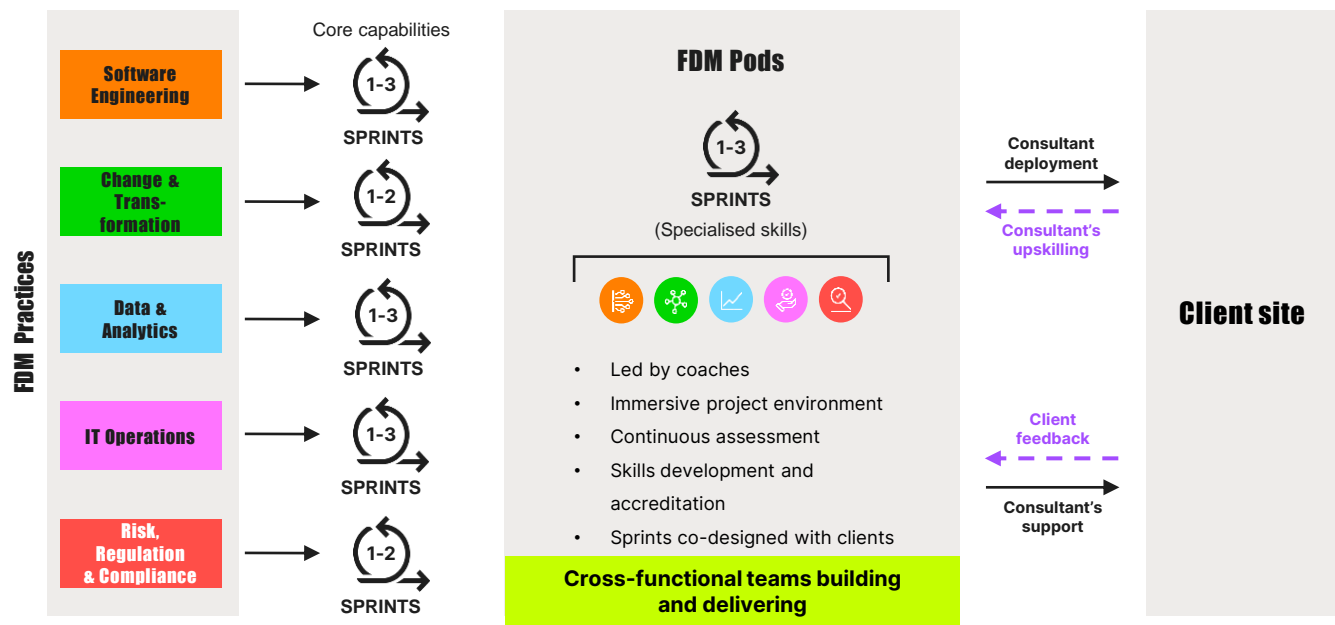 FDM Practices
Software
Engineering
Change &
Trans-
formation
Data &
Analytics
IT Operations
Risk,
Regulation
& Compliance
Core capabilities
1-3
SPRINTS
1-2
SPRINTS
1-3
SPRINTS
1-3
SPRINTS
1-2
SPRINTS
FDM Pods
1-3
SPRINTS
(Specialised skills)
• Led by coaches
• Immersive project environment
• Continuous assessment
• Skills development and
accreditation
• Sprints co-designed with clients
Cross-functional teams building
and delivering
Consultant
deployment
Consultant's
upskilling
Client
feedback
Consultant's
support
Client site